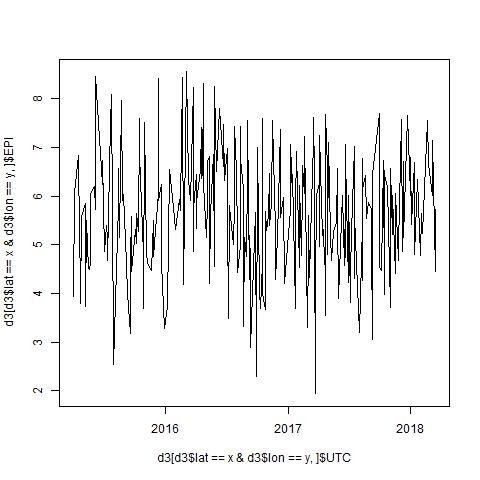 8
7
6
5
4
3
2
d3[d3$lat == x & d3$lon == y, ]$EPI
2016 2017 2018
d3[d3$lat == x & d3$lon == y, ]$UTC